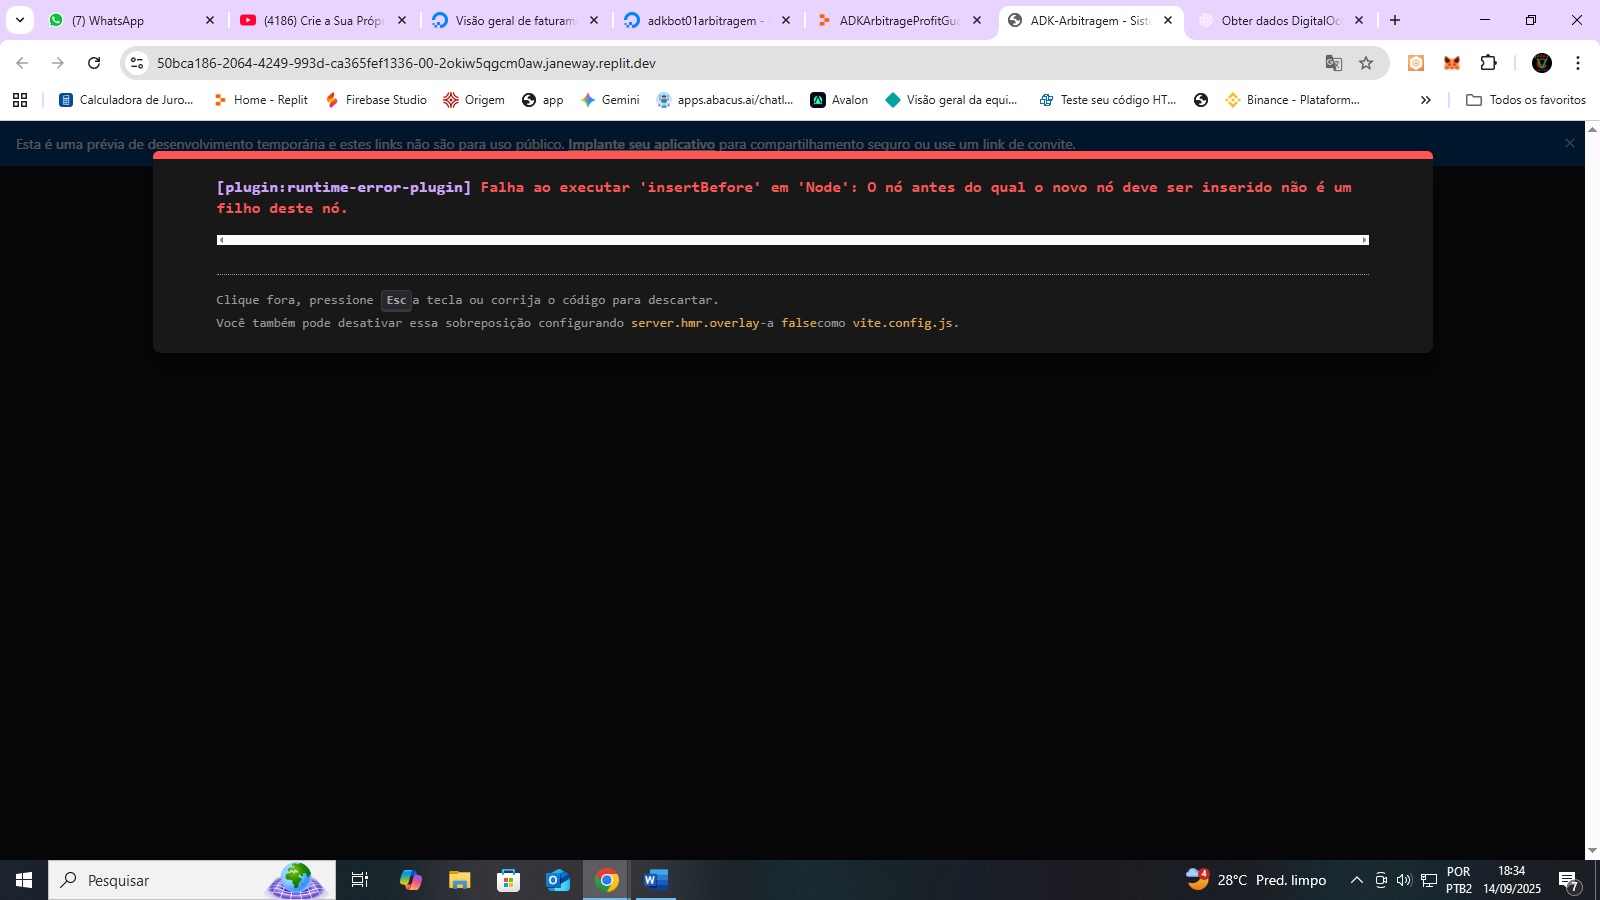 (7) WhatsApp
(4186) Crie a Sua Própr
Visão geral de faturame
adkbot01arbitragem -
ADKArbitrageProfitGua
ADK-Arbitragem - Siste
Obter dados DigitalOc
50bca186-2064-4249-993d-ca365fef1336-00-2okiw5qgcm0aw.janeway.replit.dev
Calculadora de Juro...
Home - Replit
Firebase Studio
Origem
app
Gemini
apps.abacus.ai/chatl...
Avalon
Visão geral da equi...
Teste seu código HT...
Binance - Plataform...
»
Todos os favoritos
Esta é uma prévia de desenvolvimento temporária e estes links não são para uso público. Implante seu aplicativo para compartilhamento seguro ou use um link de convite.
[plugin:runtime-error-plugin] Falha ao executar 'insertBefore' em 'Node': O nó antes do qual o novo nó deve ser inserido não é um
filho deste nó.
Clique fora, pressione Esc a tecla ou corrija o código para descartar.
Você também pode desativar essa sobreposição configurando server.hmr.overlay-a falsecomo vite.config.js.
Pesquisar
4
28°C Pred. limpo
POR
PTB2
18:34
14/09/2025
7